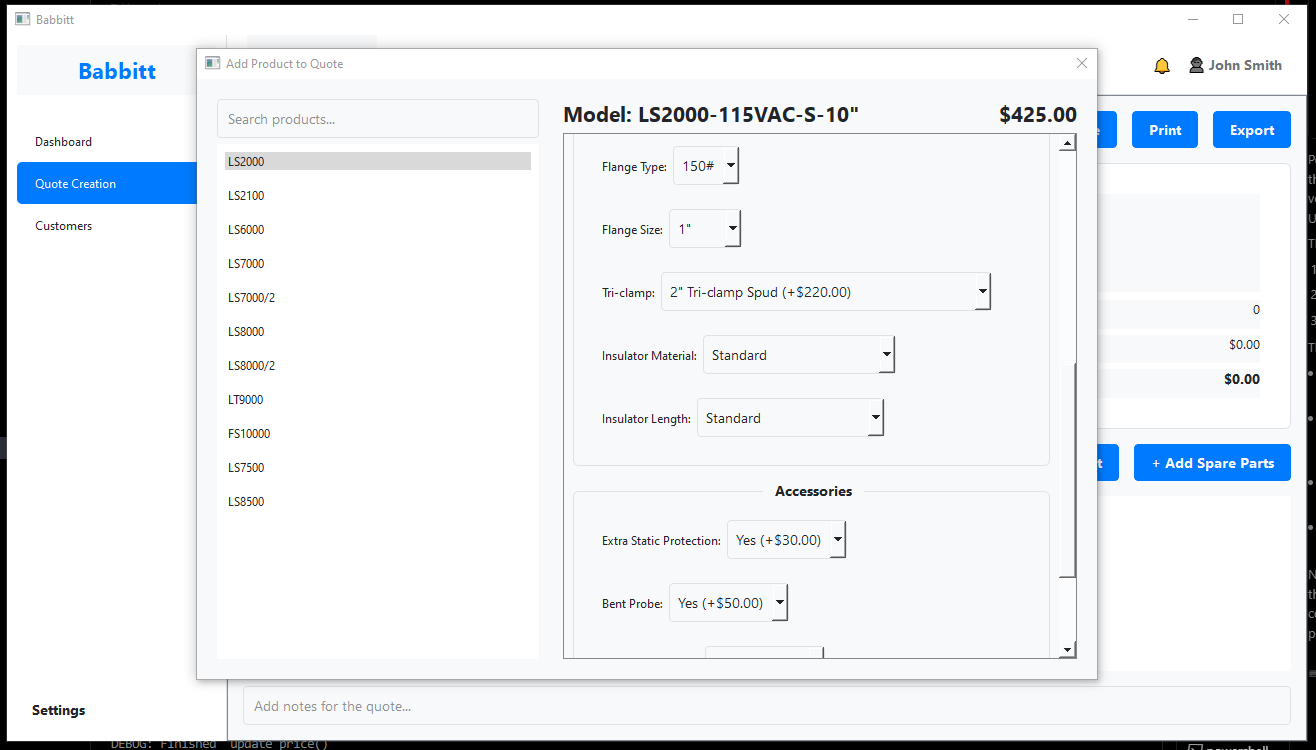 Babbitt
Babbitt
John Smith
Dashboard
Quote Creation
Customers
Settings
Print
Export
0
$0.00
$0.00
+ Add Spare Parts
Add notes for the quote...
Add Product to Quote
Search products...
LS2000
LS2100
LS6000
LS7000
LS7000/2
LS8000
LS8000/2
LT9000
FS10000
LS7500
LS8500
Model: LS2000-115VAC-S-10" $425.00
Flange Type: 150#
Flange Size: 1"
Tri-clamp: 2" Tri-clamp Spud (+$220.00)
Insulator Material: Standard
Insulator Length: Standard
Accessories
Extra Static Protection: Yes (+$30.00)
Bent Probe: Yes (+$50.00)
DEBUG: Finished update_price()
powershell